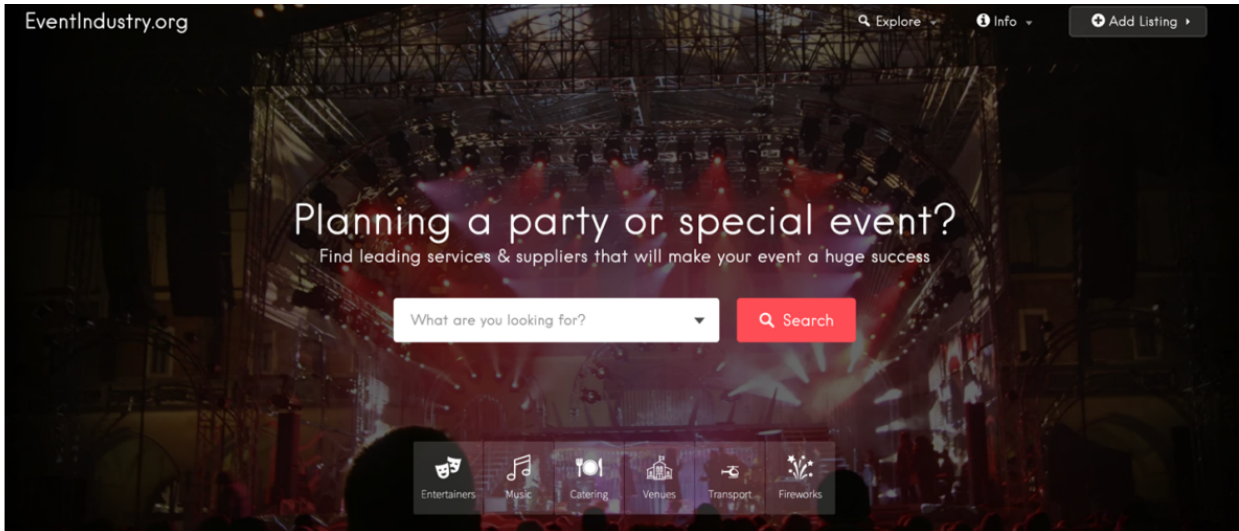 EventIndustry.org
Explore
Info
Add Listing
Planning a party or special event?
Find leading services & suppliers that will make your event a huge success
What are you looking for?
Search
Entertainers
Music
Catering
Venues
Transport
Fireworks